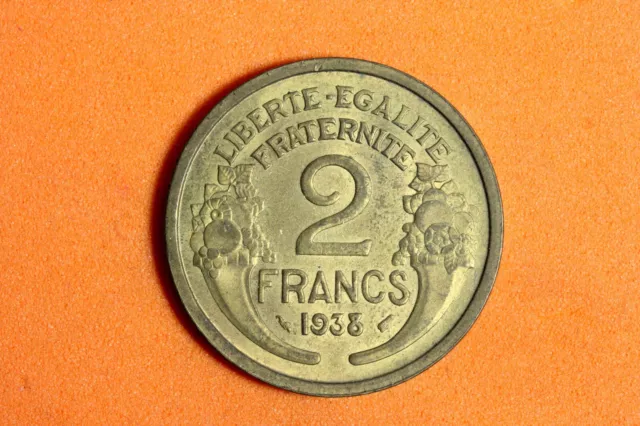 LIBERTE-EGALITE
FRATERNITE
2
FRANCS
1938